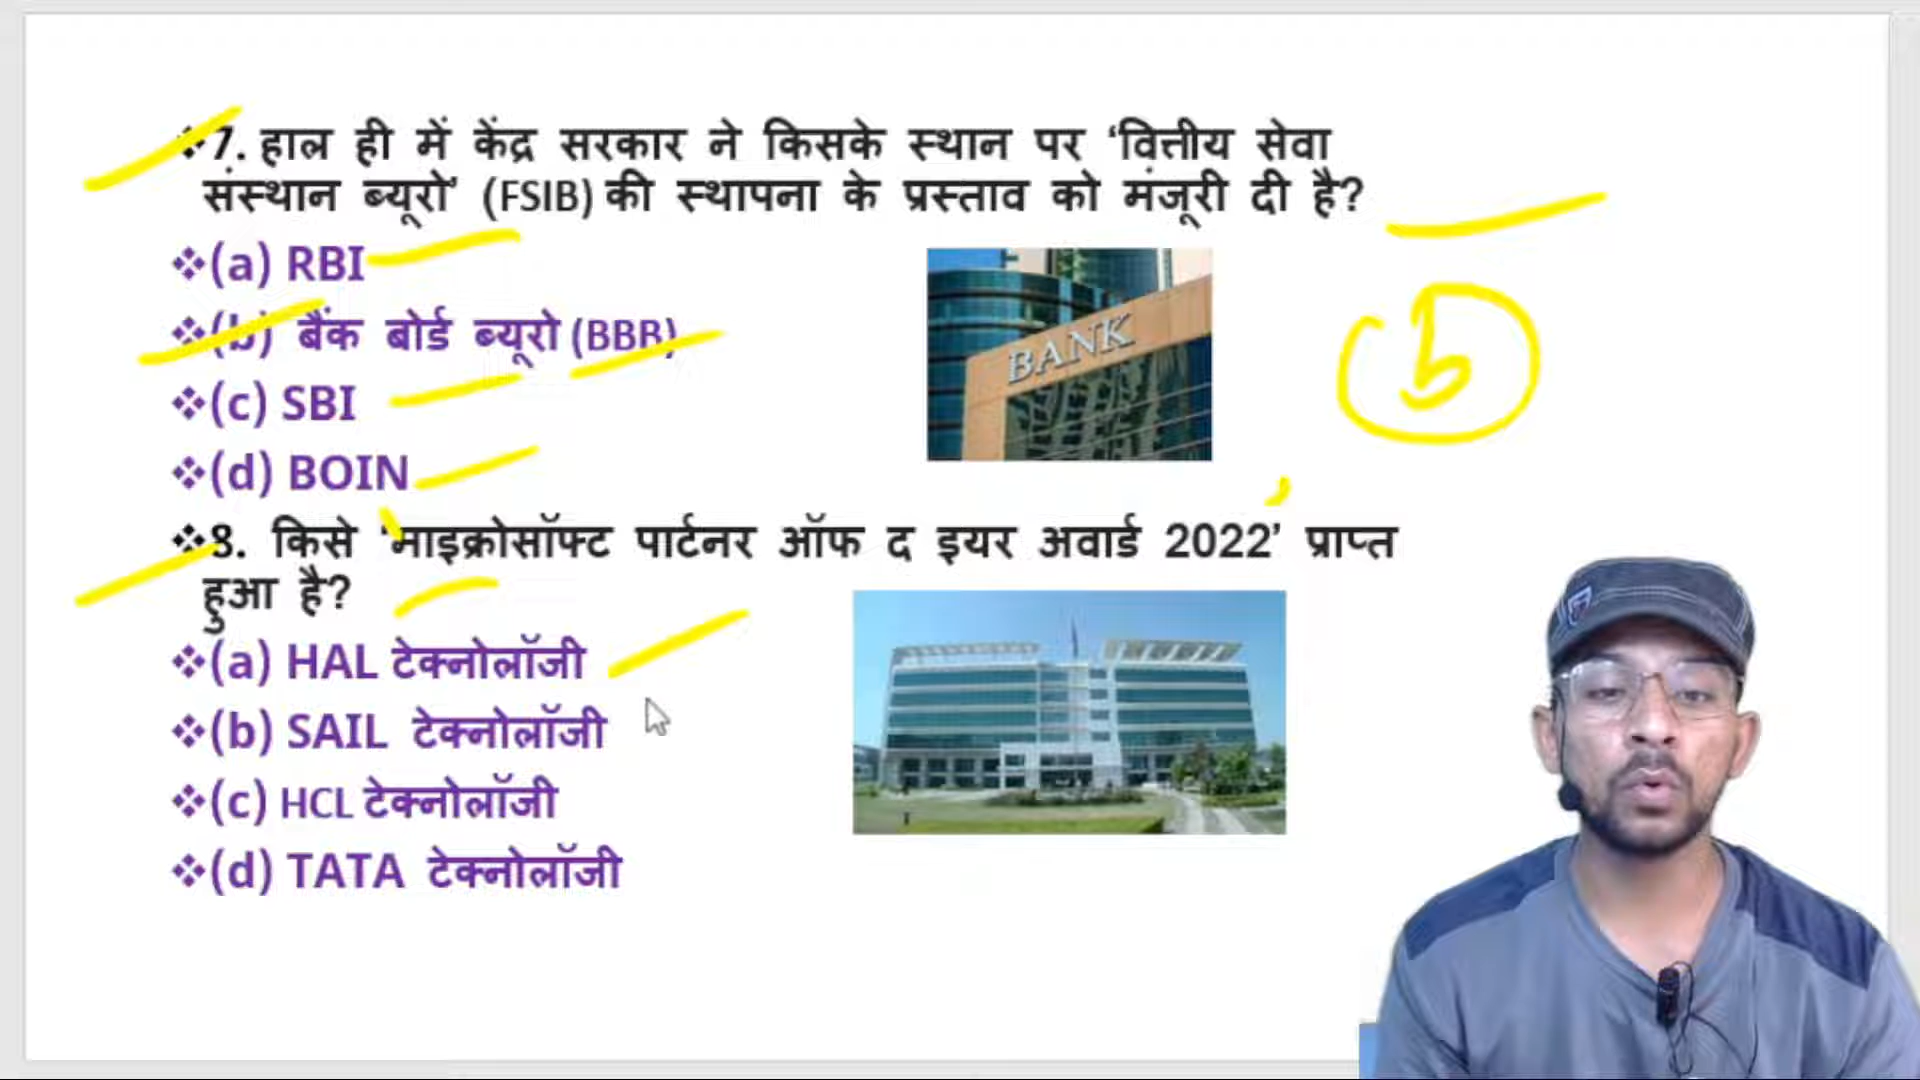 ❖7. हाल ही में केंद्र सरकार ने किसके स्थान पर ‘वित्तीय सेवा
संस्थान ब्यूरो’ (FSIB) की स्थापना के प्रस्ताव को मंजूरी दी है?
❖(a) RBI
❖(b) बैंक बोर्ड ब्यूरो (BBB)
❖(c) SBI
❖(d) BOIN
BANK
b
❖8. किसे ‘माइक्रोसॉफ्ट पार्टनर ऑफ द इयर अवार्ड 2022’ प्राप्त
हुआ है?
❖(a) HAL टेक्नोलॉजी
❖(b) SAIL टेक्नोलॉजी
❖(c) HCL टेक्नोलॉजी
❖(d) TATA टेक्नोलॉजी